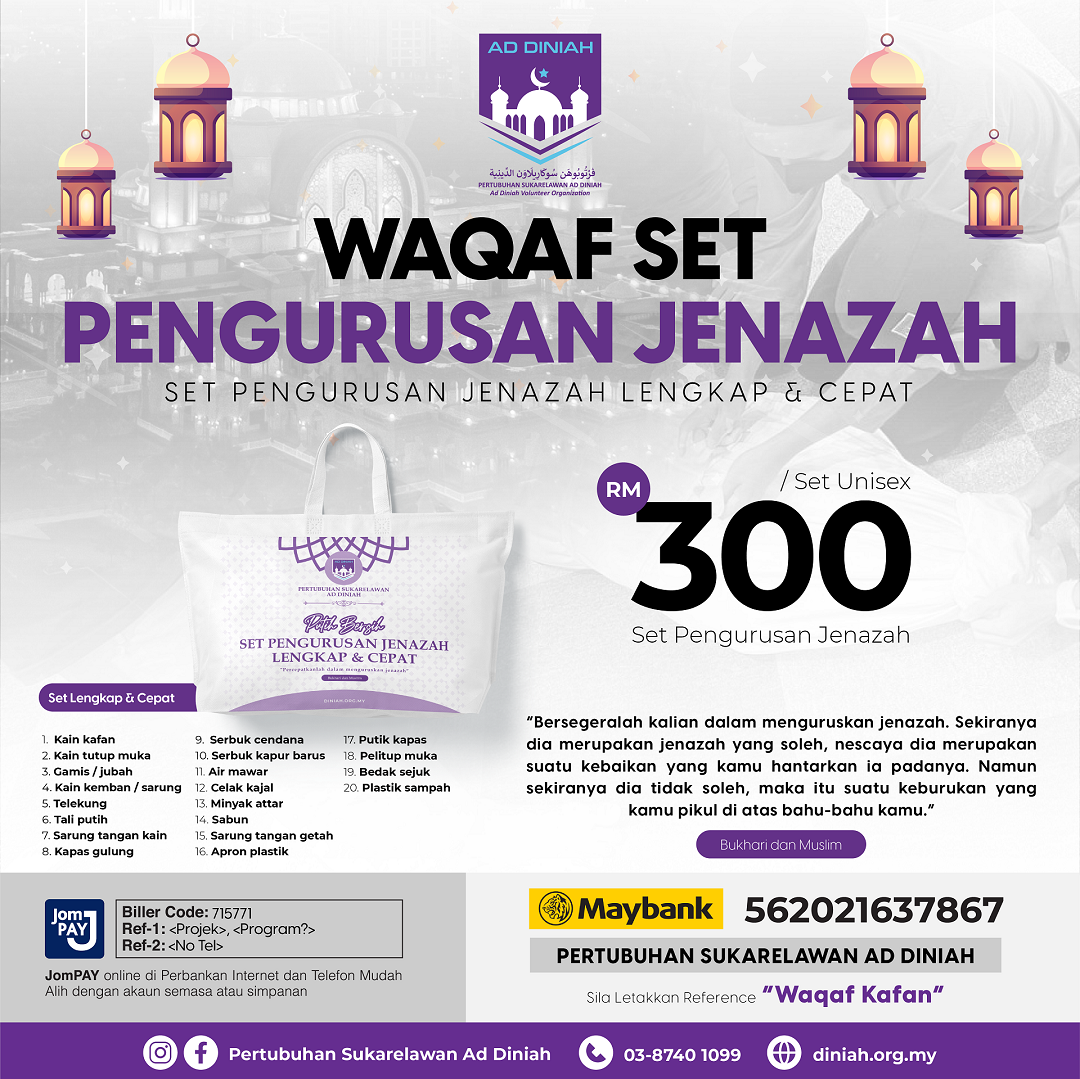 AD DINIAH
فرتوبوهن سوكاريلاون الدينية
PERTUBUHAN SUKARELAWAN AD DINIAH
Ad Diniah Volunteer Organization
WAQAF SET
PENGURUSAN JENAZAH
SET PENGURUSAN JENAZAH LENGKAP & CEPAT
RM
/ Set Unisex
300
Set Pengurusan Jenazah
AD DINIAH
PERTUBUHAN SUKARELAWAN
AD DINIAH
Putih Bersih
SET PENGURUSAN JENAZAH
LENGKAP & CEPAT
"Percepatkanlah dalam menguruskan jenazah"
Bukhari dan Muslim
DINIAH.ORG.MY
Set Lengkap & Cepat
1. Kain kafan
2. Kain tutup muka
3. Gamis / jubah
4. Kain kemban / sarung
5. Telekung
6. Tali putih
7. Sarung tangan kain
8. Kapas gulung
9. Serbuk cendana
10. Serbuk kapur barus
11. Air mawar
12. Celak kajal
13. Minyak attar
14. Sabun
15. Sarung tangan getah
16. Apron plastik
17. Putik kapas
18. Pelitup muka
19. Bedak sejuk
20. Plastik sampah
"Bersegeralah kalian dalam menguruskan jenazah. Sekiranya
dia merupakan jenazah yang soleh, nescaya dia merupakan
suatu kebaikan yang kamu hantarkan ia padanya. Namun
sekiranya dia tidak soleh, maka itu suatu keburukan yang
kamu pikul di atas bahu-bahu kamu."
Bukhari dan Muslim
Jom
PAY
Biller Code: 715771
Ref-1: <Projek>, <Program?>
Ref-2: <No Tel>
JomPAY online di Perbankan Internet dan Telefon Mudah
Alih dengan akaun semasa atau simpanan
Maybank
562021637867
PERTUBUHAN SUKARELAWAN AD DINIAH
Sila Letakkan Reference "Waqaf Kafan"
Pertubuhan Sukarelawan Ad Diniah
03-8740 1099
diniah.org.my